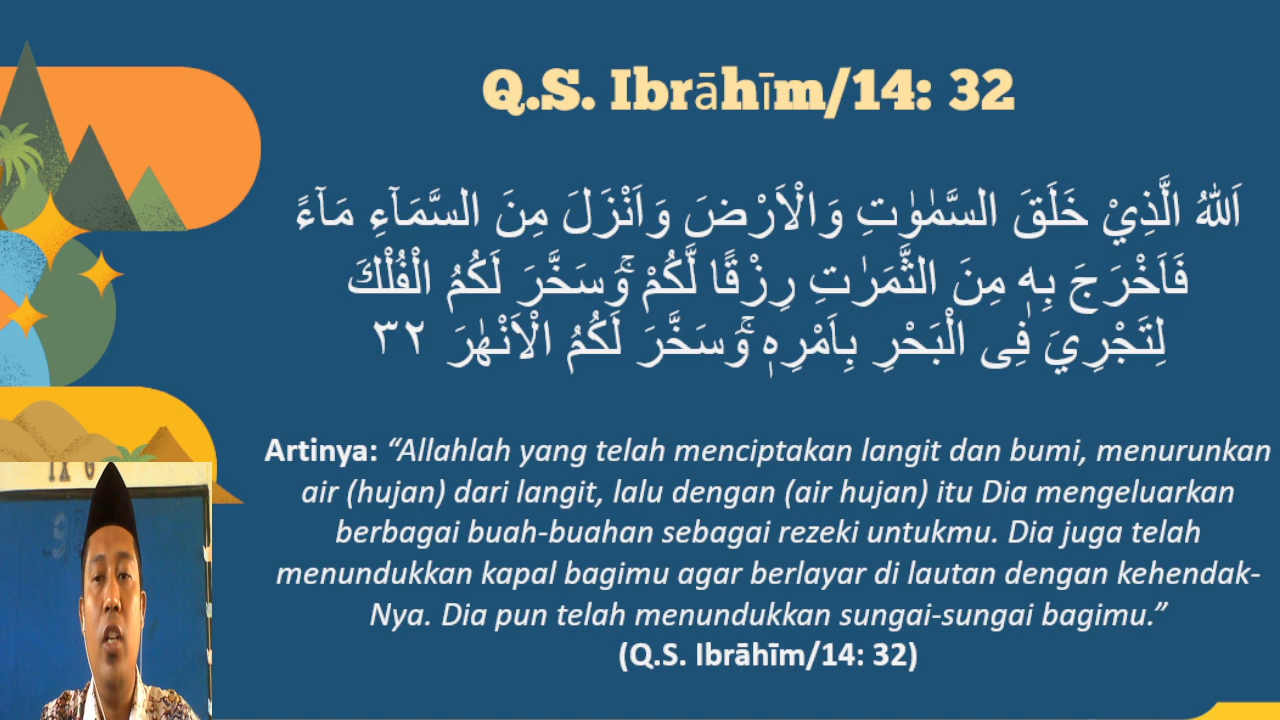 Q.S. Ibrāhīm/14: 32
اَللّٰهُ الَّذِيْ خَلَقَ السَّمٰوٰتِ وَالْاَرْضَ وَاَنْزَلَ مِنَ السَّمَاۤءِ مَاۤءً
فَاَخْرَجَ بِهٖ مِنَ الثَّمَرٰتِ رِزْقًا لَّكُمْ ۚوَسَخَّرَ لَكُمُ الْفُلْكَ
لِتَجْرِيَ فِى الْبَحْرِ بِاَمْرِهٖ ۚوَسَخَّرَ لَكُمُ الْاَنْهٰرَ ٣٢
Artinya: “Allahlah yang telah menciptakan langit dan bumi, menurunkan
air (hujan) dari langit, lalu dengan (air hujan) itu Dia mengeluarkan
berbagai buah-buahan sebagai rezeki untukmu. Dia juga telah
menundukkan kapal bagimu agar berlayar di lautan dengan kehendak-
Nya. Dia pun telah menundukkan sungai-sungai bagimu.”
(Q.S. Ibrāhīm/14: 32)